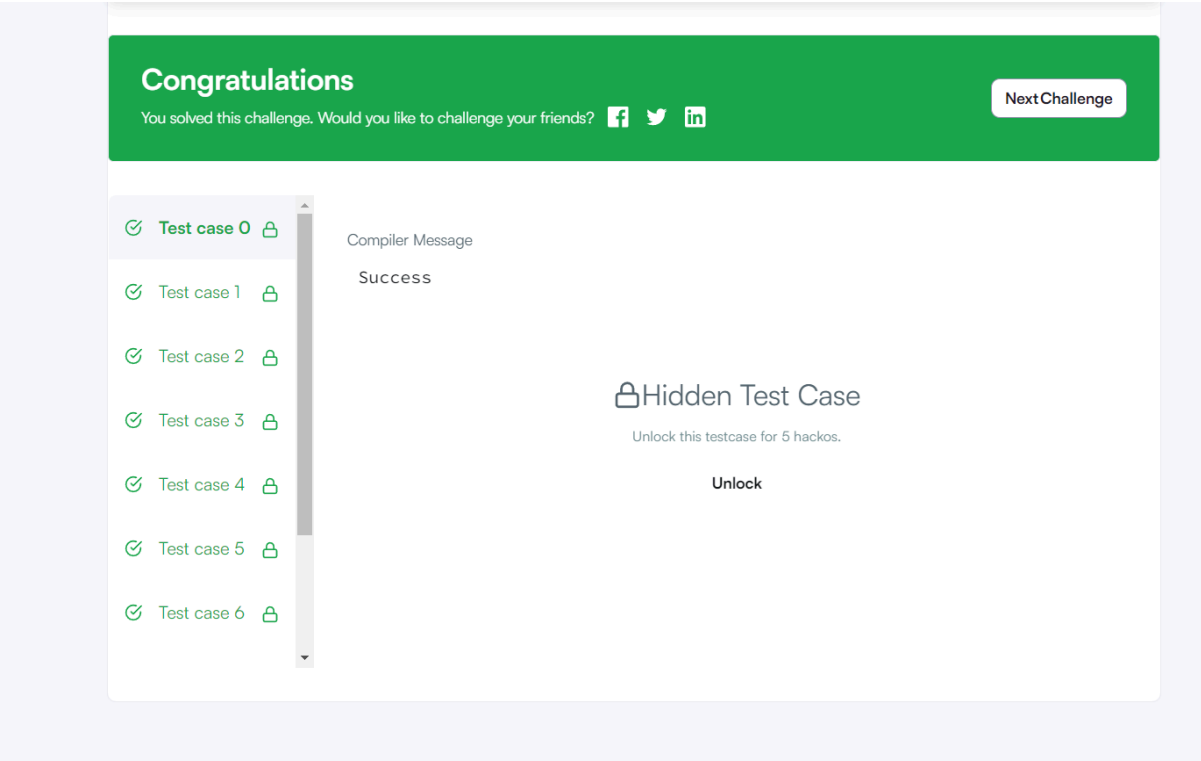 Congratulations
You solved this challenge. Would you like to challenge your friends?
Next Challenge
Test case 0
Test case 1
Test case 2
Test case 3
Test case 4
Test case 5
Test case 6
Compiler Message
Success
Hidden Test Case
Unlock this testcase for 5 hackos.
Unlock